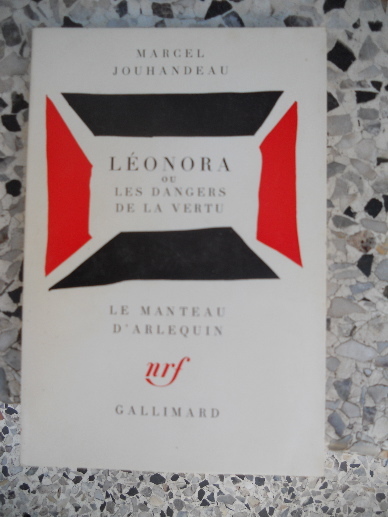 MARCEL
JOUHANDEAU
LÉONORA
OU
LES DANGERS
DE LA VERTU
LE MANTEAU
D'ARLEQUIN
nrf
GALLIMARD